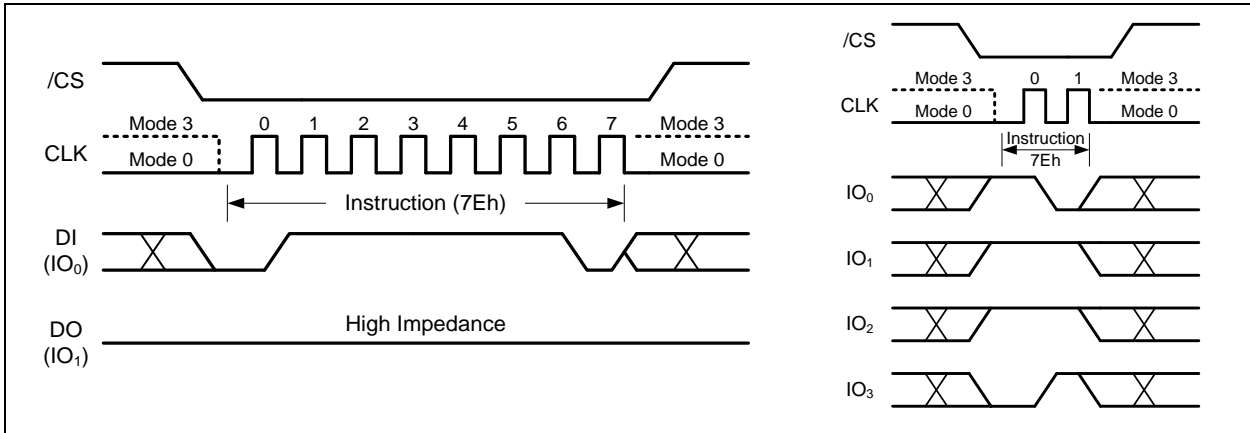 /CS
Mode 3 0 1 2 3 4 5 6 7 Mode 3
CLK
Mode 0 Mode 0
Instruction (7Eh)
DI
(IO₀)
High Impedance
DO
(IO₁)
/CS
Mode 3 0 1 Mode 3
CLK
Mode 0 Mode 0
Instruction
7Eh
IO₀
IO₁
IO₂
IO₃